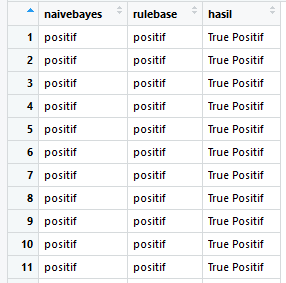 naivebayes rulebase hasil
1 positif positif True Positif
2 positif positif True Positif
3 positif positif True Positif
4 positif positif True Positif
5 positif positif True Positif
6 positif positif True Positif
7 positif positif True Positif
8 positif positif True Positif
9 positif positif True Positif
10 positif positif True Positif
11 positif positif True Positif